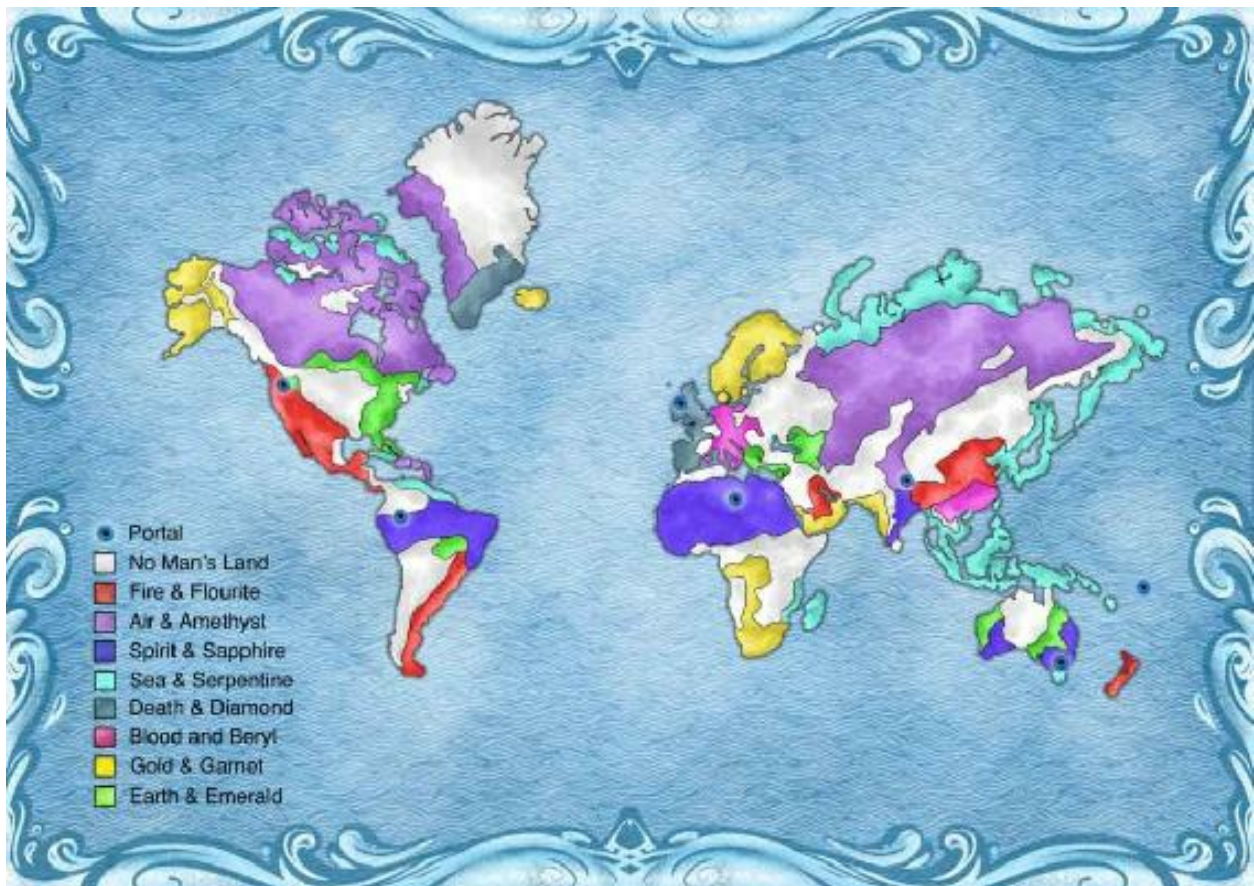 Portal
No Man's Land
Fire & Flourite
Air & Amethyst
Spirit & Sapphire
Sea & Serpentine
Death & Diamond
Blood and Beryl
Gold & Garnet
Earth & Emerald